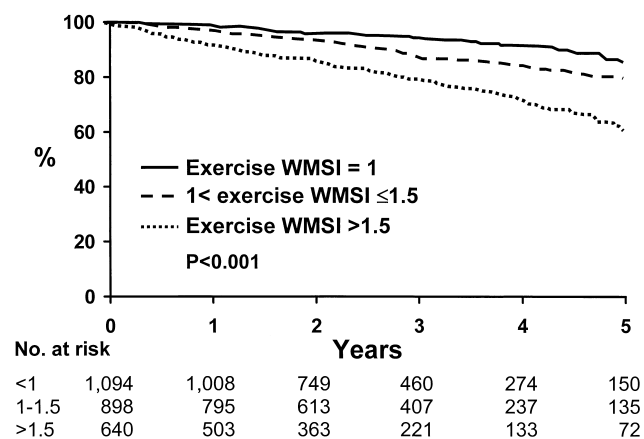 100
80
60
%
40
20
0
Exercise WMSI = 1
1< exercise WMSI ≤1.5
Exercise WMSI >1.5
P<0.001
0 1 2 3 4 5
Years
No. at risk
<1 1,094 1,008 749 460 274 150
1-1.5 898 795 613 407 237 135
>1.5 640 503 363 221 133 72